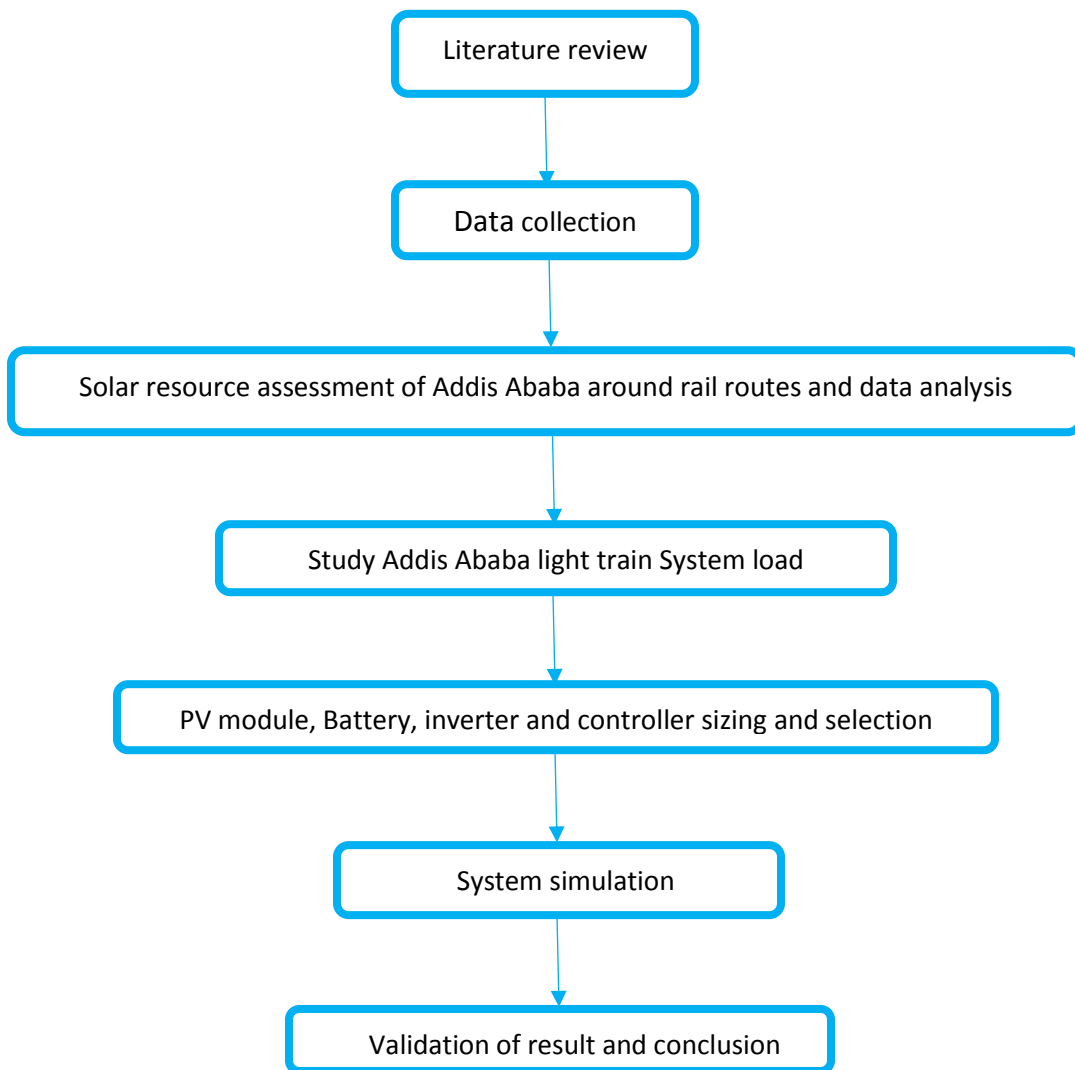 Literature review
Data collection
Solar resource assessment of Addis Ababa around rail routes and data analysis
Study Addis Ababa light train System load
PV module, Battery, inverter and controller sizing and selection
System simulation
Validation of result and conclusion